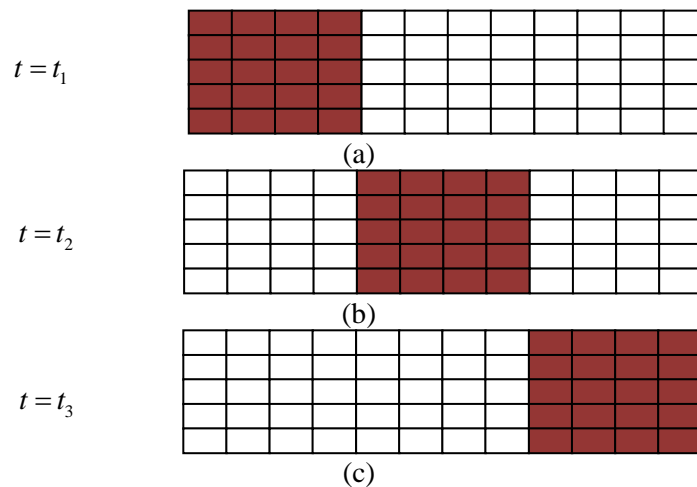 t = t₁
(a)
t = t₂
(b)
t = t₃
(c)